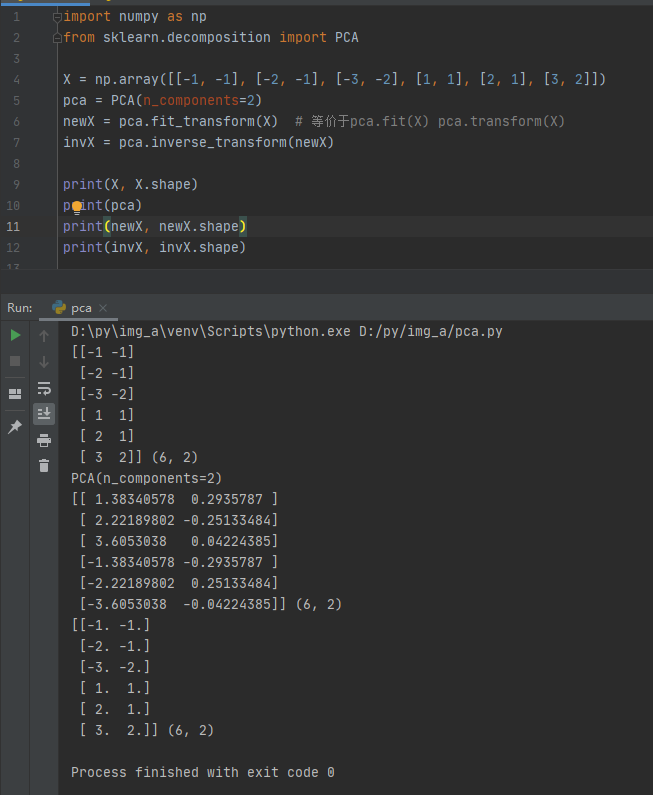 1 import numpy as np
2 from sklearn.decomposition import PCA
3
4 X = np.array([[-1, -1], [-2, -1], [-3, -2], [1, 1], [2, 1], [3, 2]])
5 pca = PCA(n_components=2)
6 newX = pca.fit_transform(X)  # 等价于pca.fit(X) pca.transform(X)
7 invX = pca.inverse_transform(newX)
8
9 print(X, X.shape)
10 print(pca)
11 print(newX, newX.shape)
12 print(invX, invX.shape)
13
Run: pca
D:\py\img_a\venv\Scripts\python.exe D:/py/img_a/pca.py
[[-1 -1]
 [-2 -1]
 [-3 -2]
 [ 1  1]
 [ 2  1]
 [ 3  2]] (6, 2)
PCA(n_components=2)
[[ 1.38340578  0.2935787 ]
 [ 2.22189802 -0.25133484]
 [ 3.6053038   0.04224385]
 [-1.38340578 -0.2935787 ]
 [-2.22189802  0.25133484]
 [-3.6053038  -0.04224385]] (6, 2)
[[-1. -1.]
 [-2. -1.]
 [-3. -2.]
 [ 1.  1.]
 [ 2.  1.]
 [ 3.  2.]] (6, 2)
Process finished with exit code 0